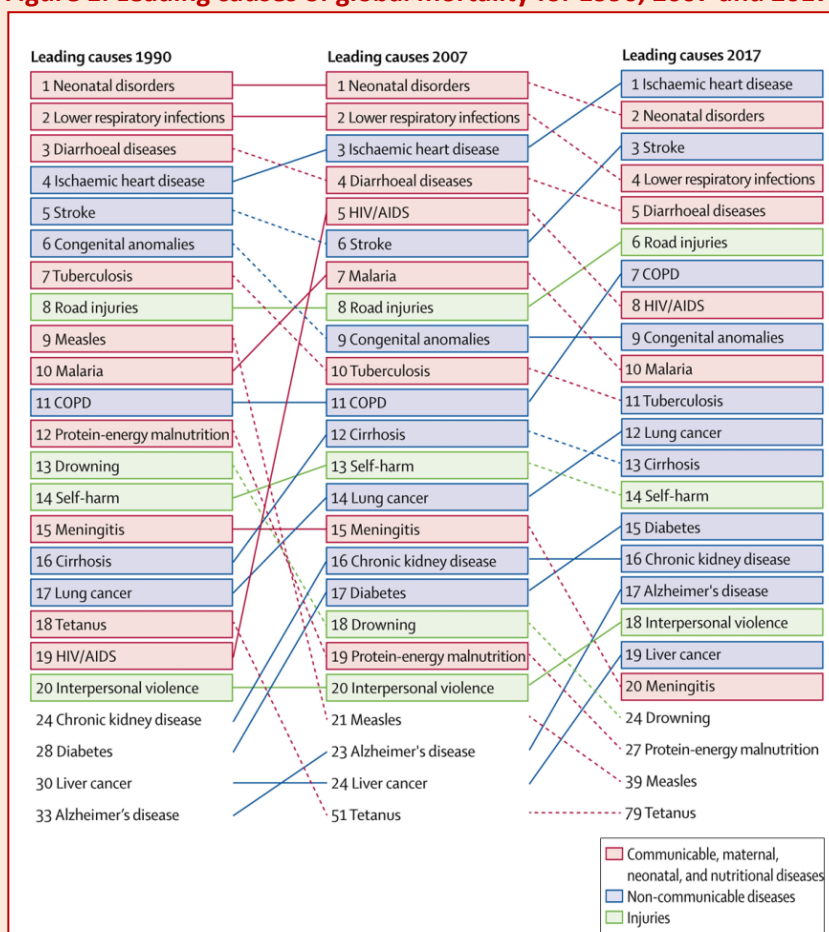 Figure Leading causes of global mortality for 1990, 2007 and 2017
Leading causes 1990
1 Neonatal disorders
2 Lower respiratory infections
3 Diarrhoeal diseases
4 Ischaemic heart disease
5 Stroke
6 Congenital anomalies
7 Tuberculosis
8 Road injuries
9 Measles
10 Malaria
11 COPD
12 Protein-energy malnutrition
13 Drowning
14 Self-harm
15 Meningitis
16 Cirrhosis
17 Lung cancer
18 Tetanus
19 HIV/AIDS
20 Interpersonal violence
24 Chronic kidney disease
28 Diabetes
30 Liver cancer
33 Alzheimer's disease
Leading causes 2007
1 Neonatal disorders
2 Lower respiratory infections
3 Ischaemic heart disease
4 Diarrhoeal diseases
5 HIV/AIDS
6 Stroke
7 Malaria
8 Road injuries
9 Congenital anomalies
10 Tuberculosis
11 COPD
12 Cirrhosis
13 Self-harm
14 Lung cancer
15 Meningitis
16 Chronic kidney disease
17 Diabetes
18 Drowning
19 Protein-energy malnutrition
20 Interpersonal violence
21 Measles
23 Alzheimer's disease
24 Liver cancer
51 Tetanus
Leading causes 2017
1 Ischaemic heart disease
2 Neonatal disorders
3 Stroke
4 Lower respiratory infections
5 Diarrhoeal diseases
6 Road injuries
7 COPD
8 HIV/AIDS
9 Congenital anomalies
10 Malaria
11 Tuberculosis
12 Lung cancer
13 Cirrhosis
14 Self-harm
15 Diabetes
16 Chronic kidney disease
17 Alzheimer's disease
18 Interpersonal violence
19 Liver cancer
20 Meningitis
24 Drowning
27 Protein-energy malnutrition
39 Measles
79 Tetanus
Communicable, maternal,
neonatal, and nutritional diseases
Non-communicable diseases
Injuries